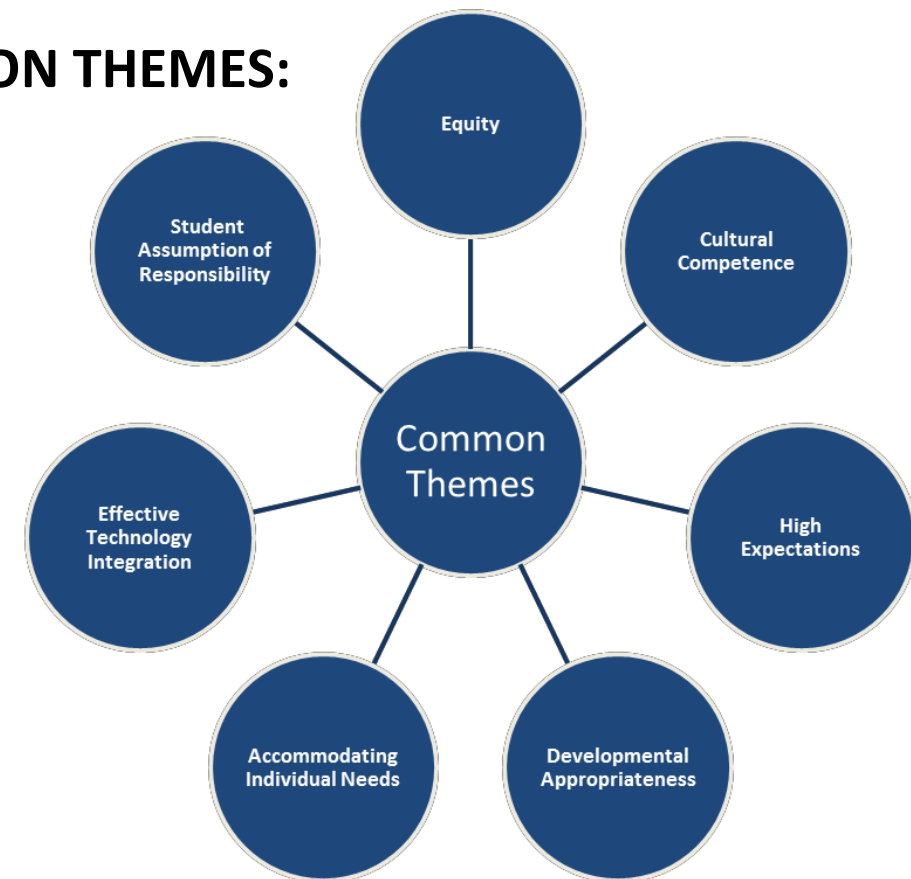 ON THEMES:
Equity
Cultural
Competence
High
Expectations
Developmental
Appropriateness
Accommodating
Individual Needs
Effective
Technology
Integration
Student
Assumption of
Responsibility
Common
Themes